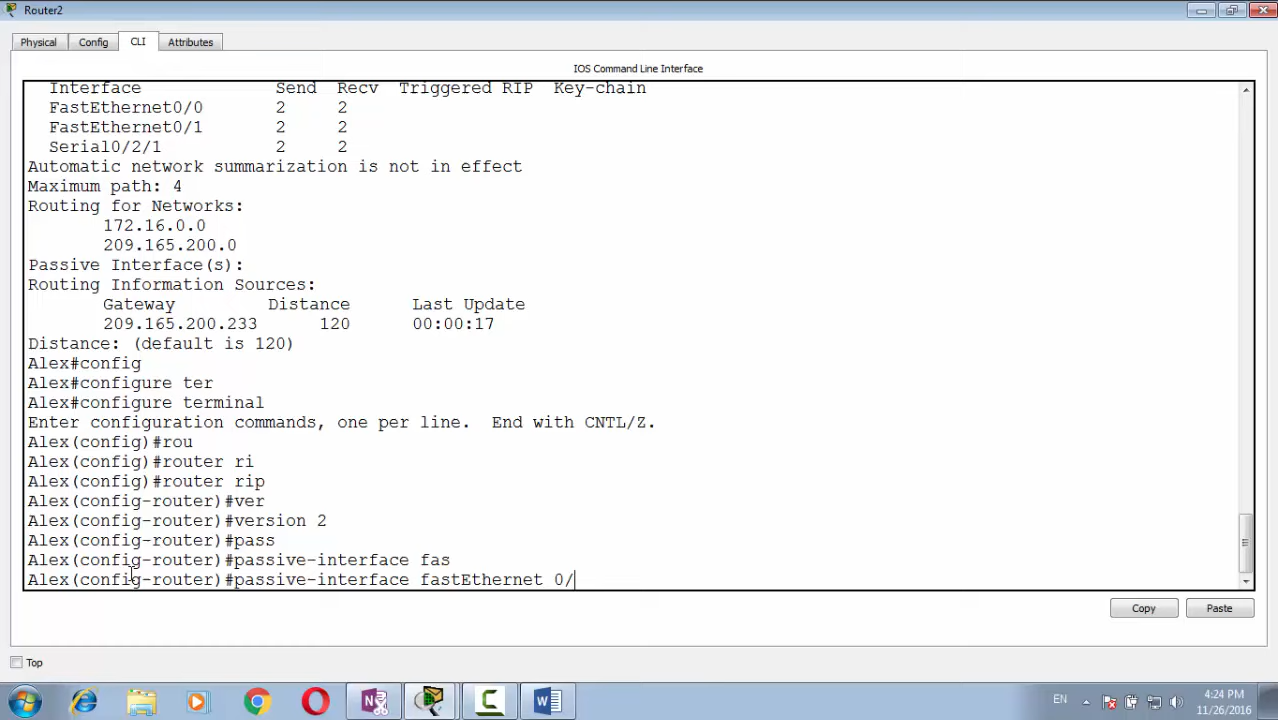 Router2
Physical Config CLI Attributes
IOS Command Line Interface
Interface Send Recv Triggered RIP Key-chain
FastEthernet0/0 2 2
FastEthernet0/1 2 2
Serial0/2/1 2 2
Automatic network summarization is not in effect
Maximum path: 4
Routing for Networks:
172.16.0.0
209.165.200.0
Passive Interface(s):
Routing Information Sources:
Gateway Distance Last Update
209.165.200.233 120 00:00:17
Distance: (default is 120)
Alex#config
Alex#configure ter
Alex#configure terminal
Enter configuration commands, one per line. End with CNTL/Z.
Alex(config)#rou
Alex(config)#router ri
Alex(config)#router rip
Alex(config-router)#ver
Alex(config-router)#version 2
Alex(config-router)#pass
Alex(config-router)#passive-interface fas
Alex(config-router)#passive-interface fastEthernet 0/
Copy Paste
Top
EN
4:24 PM
11/26/2016